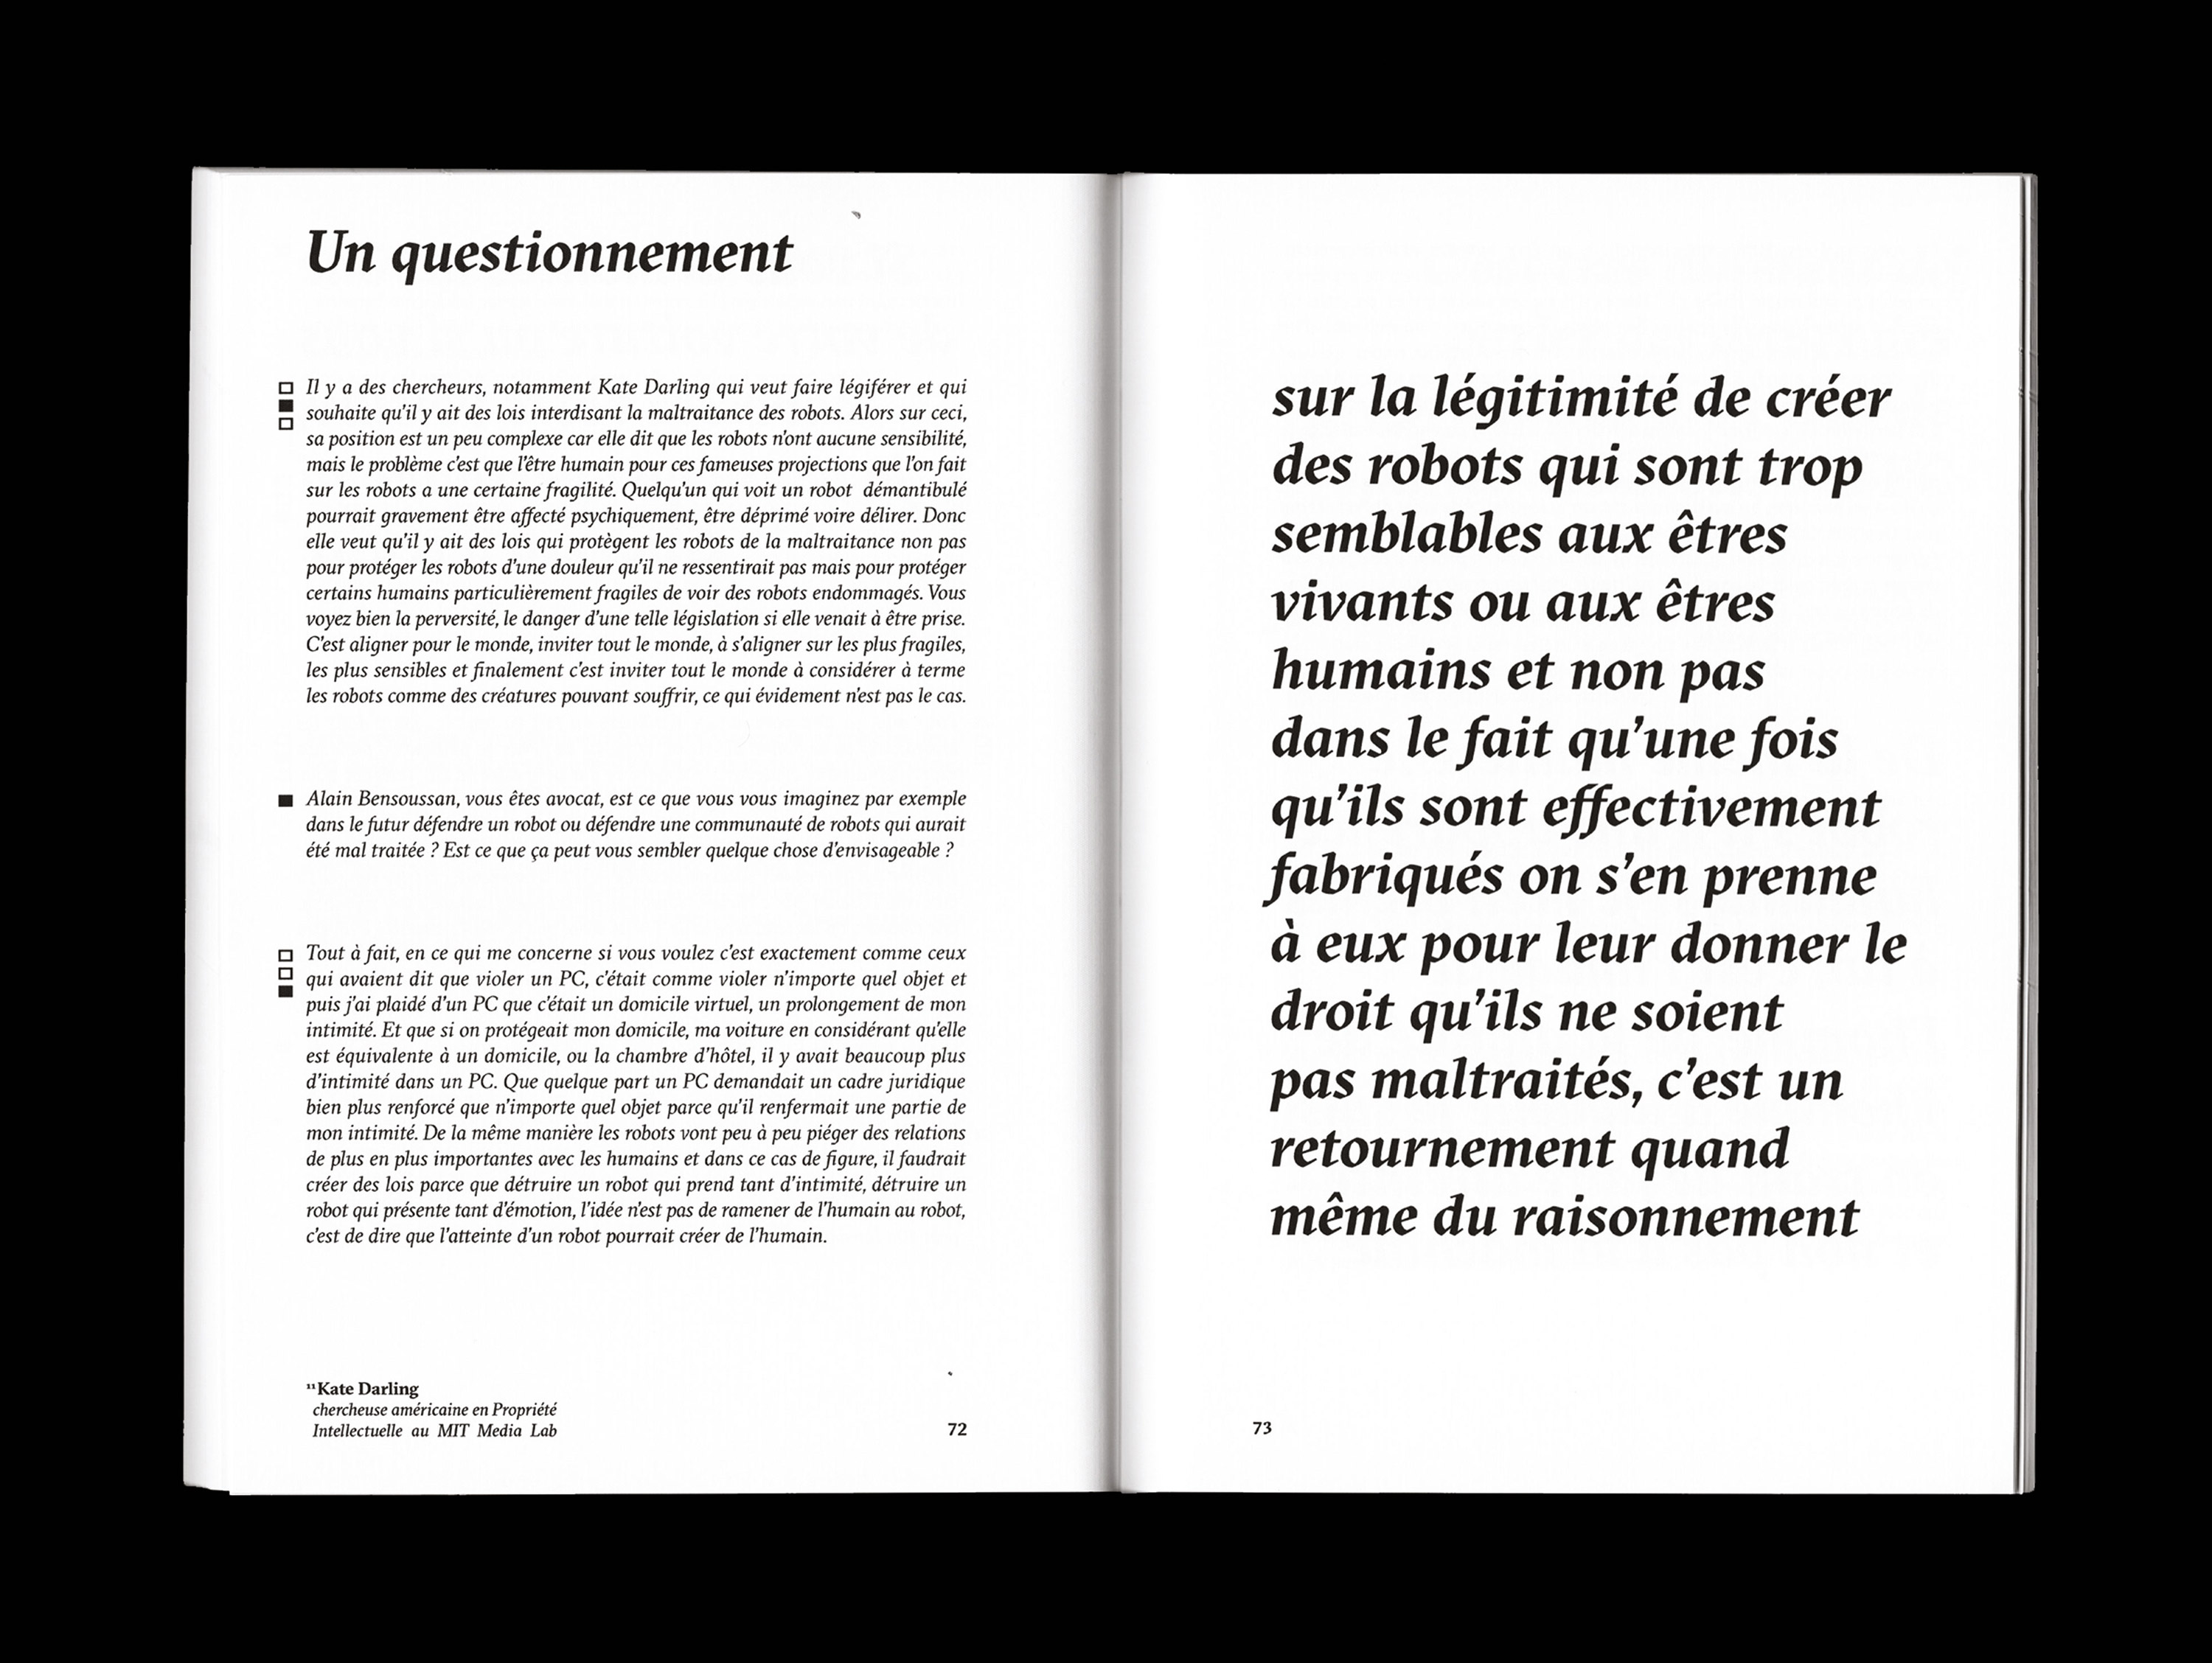 Un questionnement
Il y a des chercheurs, notamment Kate Darling qui veut faire légiférer et qui
souhaite qu’il y ait des lois interdisant la maltraitance des robots. Alors sur ceci,
sa position est un peu complexe car elle dit que les robots n’ont aucune sensibilité,
mais le problème c’est que l’être humain pour ces fameuses projections que l’on fait
sur les robots a une certaine fragilité. Quelqu’un qui voit un robot démantibulé
pourrait gravement être affecté psychiquement, être déprimé voire délirer. Donc
elle veut qu’il y ait des lois qui protègent les robots de la maltraitance non pas
pour protéger les robots d’une douleur qu’il ne ressentirait pas mais pour protéger
certains humains particulièrement fragiles de voir des robots endommagés. Vous
voyez bien la perversité, le danger d’une telle législation si elle venait à être prise.
C’est aligner pour le monde, inviter tout le monde, à s’aligner sur les plus fragiles,
les plus sensibles et finalement c’est inviter tout le monde à considérer à terme
les robots comme des créatures pouvant souffrir, ce qui évidement n’est pas le cas.
Alain Bensoussan, vous êtes avocat, est ce que vous vous imaginez par exemple
dans le futur défendre un robot ou défendre une communauté de robots qui aurait
été mal traitée ? Est ce que ça peut vous sembler quelque chose d’envisageable ?
Tout à fait, en ce qui me concerne si vous voulez c’est exactement comme ceux
qui avaient dit que violer un PC, c’était comme violer n’importe quel objet et
puis j’ai plaidé d’un PC que c’était un domicile virtuel, un prolongement de mon
intimité. Et que si on protégeait mon domicile, ma voiture en considérant qu’elle
est équivalente à un domicile, ou la chambre d’hôtel, il y avait beaucoup plus
d’intimité dans un PC. Que quelque part un PC demandait un cadre juridique
bien plus renforcé que n’importe quel objet parce qu’il renfermait une partie de
mon intimité. De la même manière les robots vont peu à peu piéger des relations
de plus en plus importantes avec les humains et dans ce cas de figure, il faudrait
créer des lois parce que détruire un robot qui prend tant d’intimité, détruire un
robot qui présente tant d’émotion, l’idée n’est pas de ramener de l’humain au robot,
c’est de dire que l’atteinte d’un robot pourrait créer de l’humain.
¹¹Kate Darling
chercheuse américaine en Propriété
Intellectuelle au MIT Media Lab
72
sur la légitimité de créer
des robots qui sont trop
semblables aux êtres
vivants ou aux êtres
humains et non pas
dans le fait qu’une fois
qu’ils sont effectivement
fabriqués on s’en prenne
à eux pour leur donner le
droit qu’ils ne soient
pas maltraités, c’est un
retournement quand
même du raisonnement
73